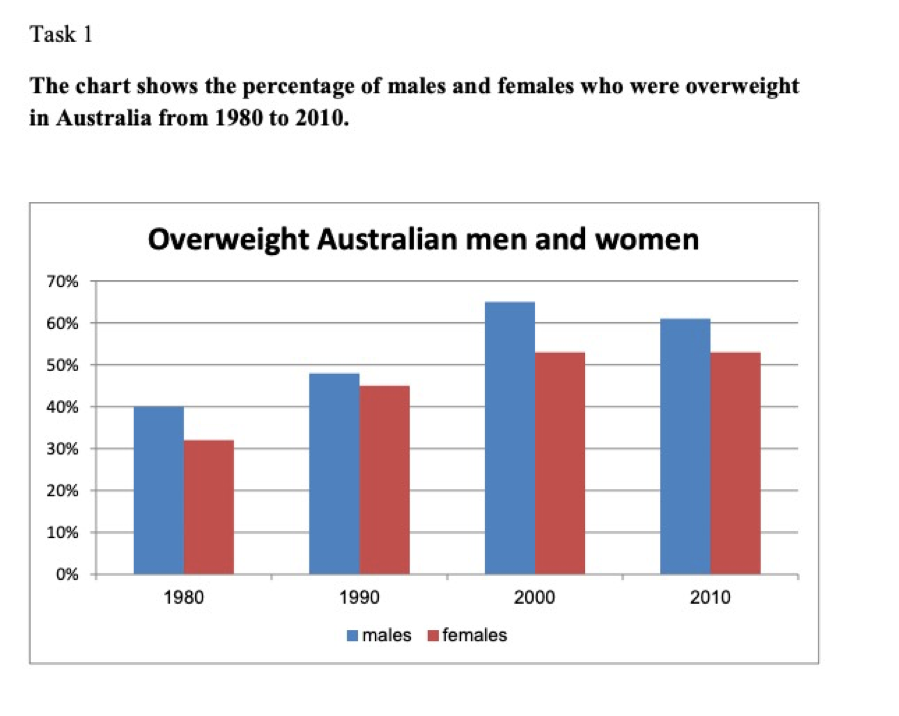 Task 1
The chart shows the percentage of males and females who were overweight
in Australia from 1980 to 2010.
Overweight Australian men and women
70%
60%
50%
40%
30%
20%
10%
0%
1980 1990 2000 2010
males females